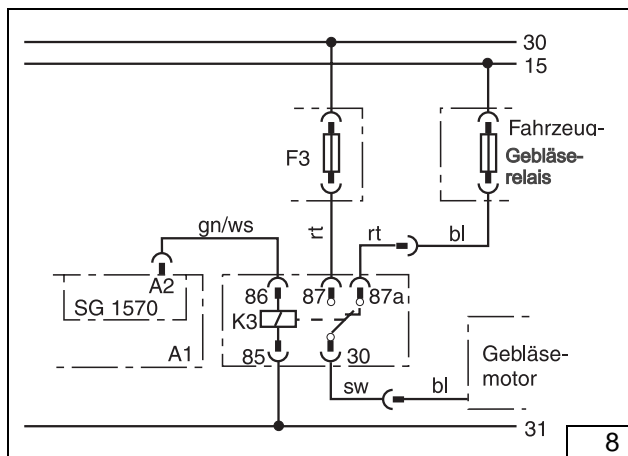 30
15
Fahrzeug-
F3
Gebläse-
relais
gn/ws
rt
rt
bl
A2
86
87
87a
SG 1570
K3
A1
85
30
Gebläse-
motor
sw
bl
31
8